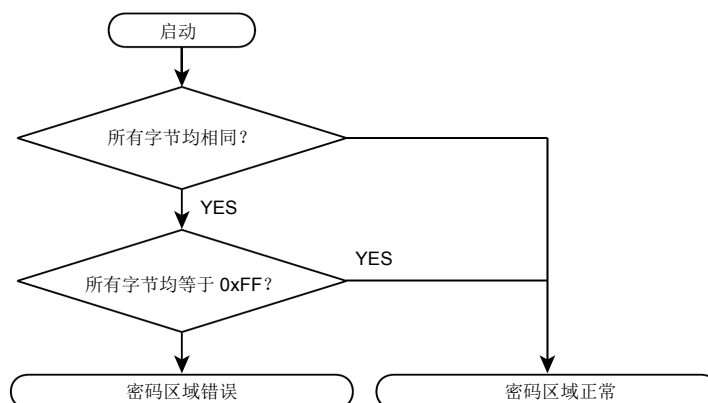 启动
所有字节均相同？
YES
所有字节均等于 0xFF？
YES
密码区域错误
密码区域正常